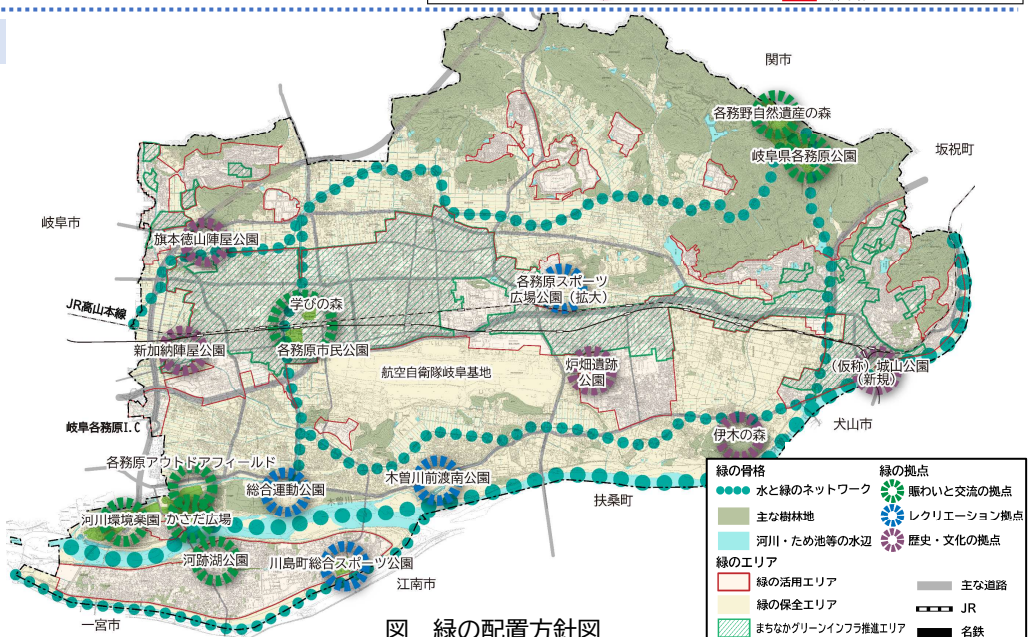 関市
各務野自然遺産の森
岐阜県各務原公園
坂祝町
岐阜市
旗本徳山陣屋公園
各務原スポーツ
広場公園（拡大）
学びの森
JR高山本線
新加納陣屋公園
各務原市民公園
航空自衛隊岐阜基地
炉畑遺跡
公園
（仮称）城山公園
（新規）
岐阜各務原I.C
犬山市
伊木の森
各務原アウトドアフィールド
総合運動公園
木曽川前渡南公園
扶桑町
河川環境楽園
かさだ広場
河跡湖公園
川島町総合スポーツ公園
江南市
一宮市
緑の骨格
水と緑のネットワーク
主な樹林地
河川・ため池等の水辺
緑の拠点
賑わいと交流の拠点
レクリエーション拠点
歴史・文化の拠点
緑のエリア
緑の活用エリア
緑の保全エリア
まちなかグリーンインフラ推進エリア
主な道路
JR
名鉄
図　緑の配置方針図